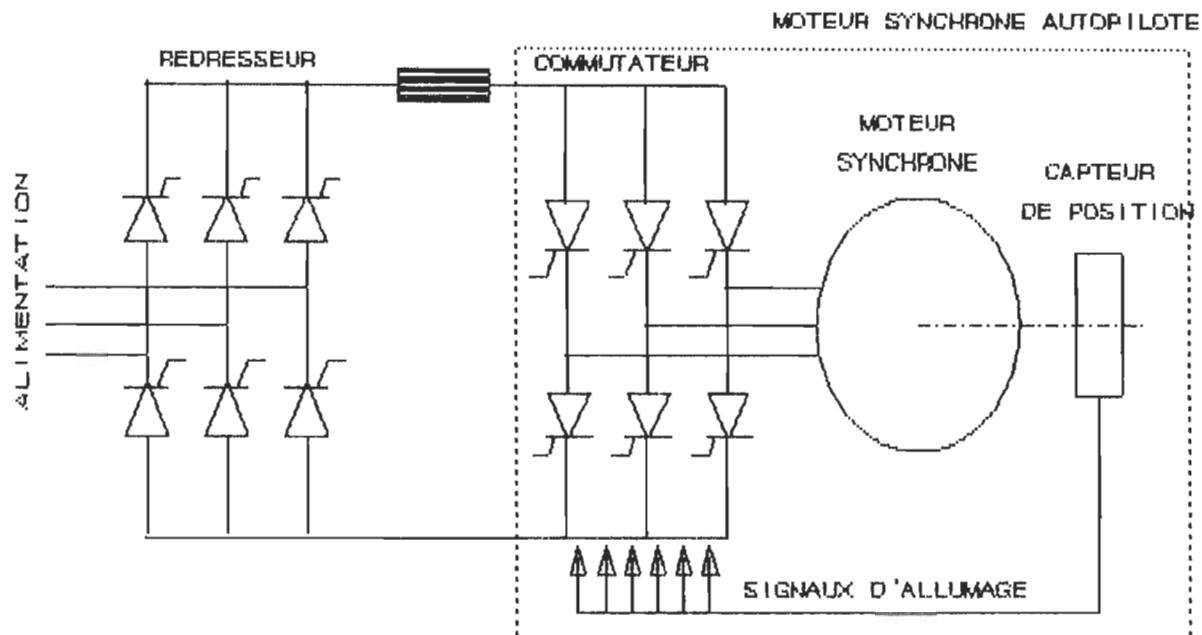 MOTEUR SYNCHRONE AUTOPILOTE
REDRESSEUR
COMMUTATEUR
MOTEUR
SYNCHRONE
CAPTEUR
DE POSITION
ALIMENTATION
SIGNAUX D'ALLUMAGE